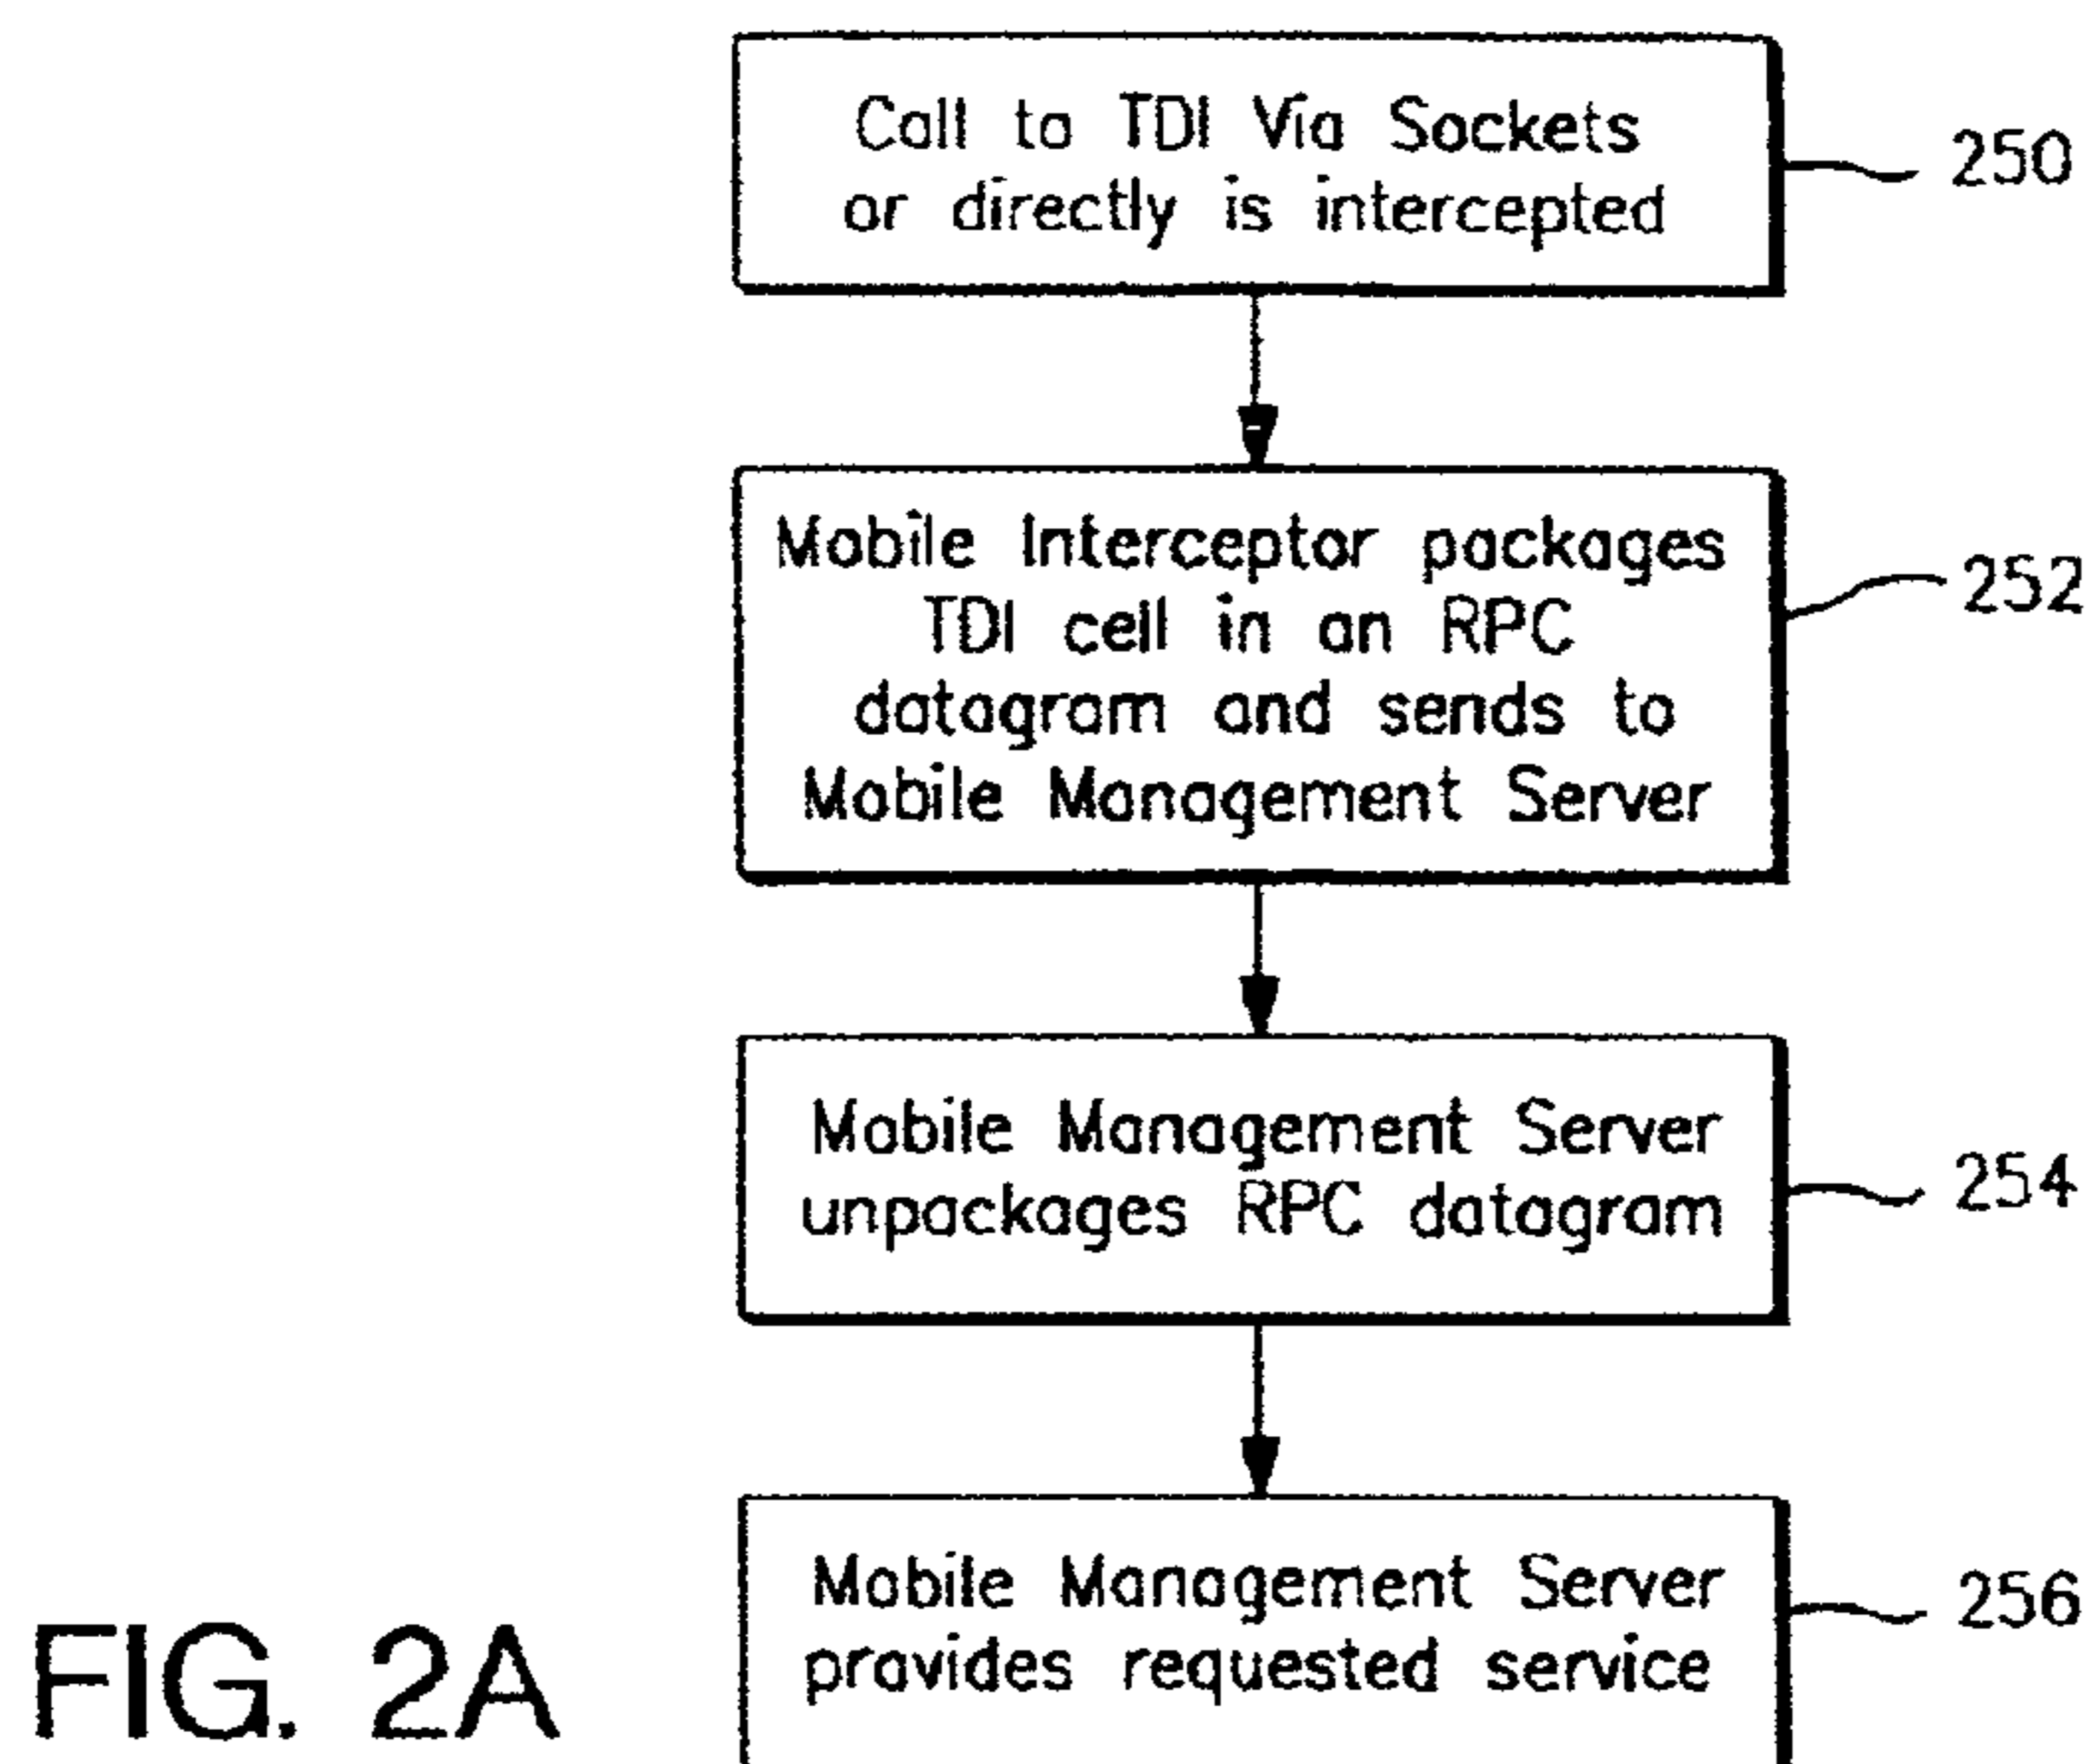 Call to TDI Via Sockets
or directly is intercepted
250
Mobile Interceptor packages
TDI cell in an RPC
datagram and sends to
Mobile Management Server
252
Mobile Management Server
unpackages RPC datagram
254
Mobile Management Server
provides requested service
256
FIG. 2A